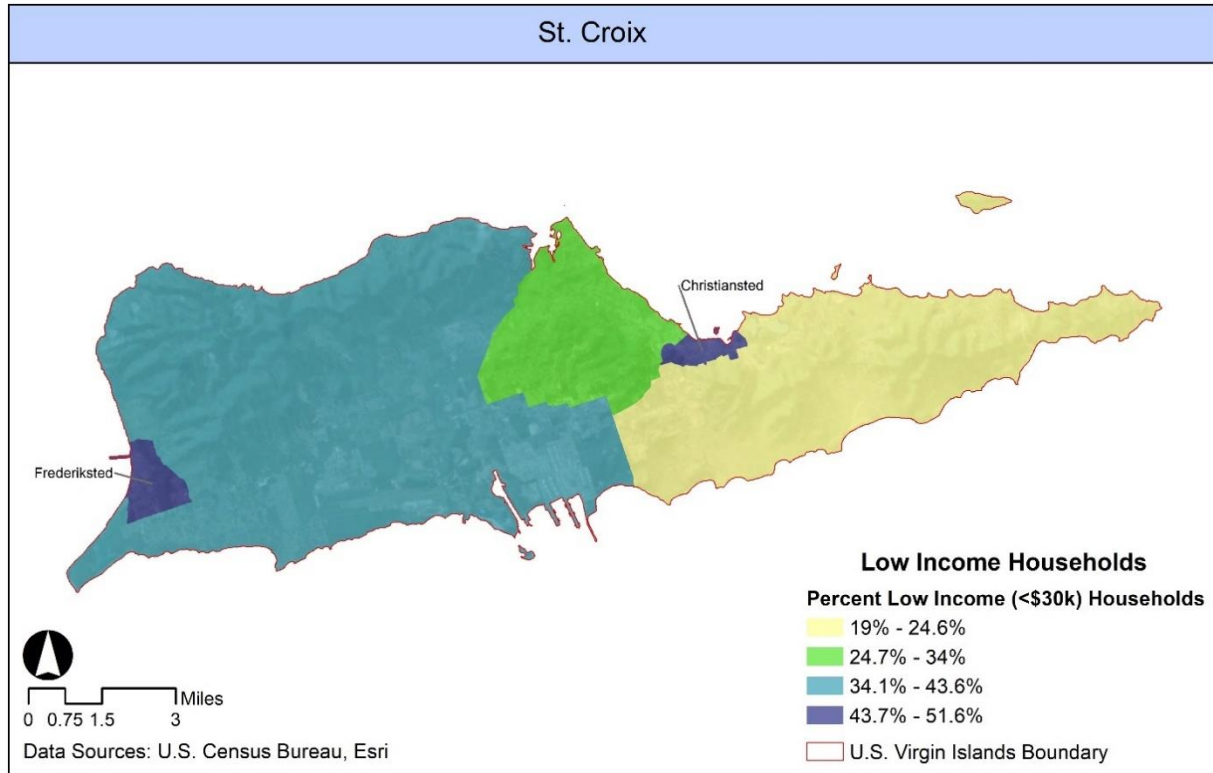 St. Croix
Christiansted
Frederiksted
Low Income Households
Percent Low Income (<$30k) Households
19% - 24.6%
24.7% - 34%
34.1% - 43.6%
43.7% - 51.6%
U.S. Virgin Islands Boundary
Miles
0 0.75 1.5 3
Data Sources: U.S. Census Bureau, Esri